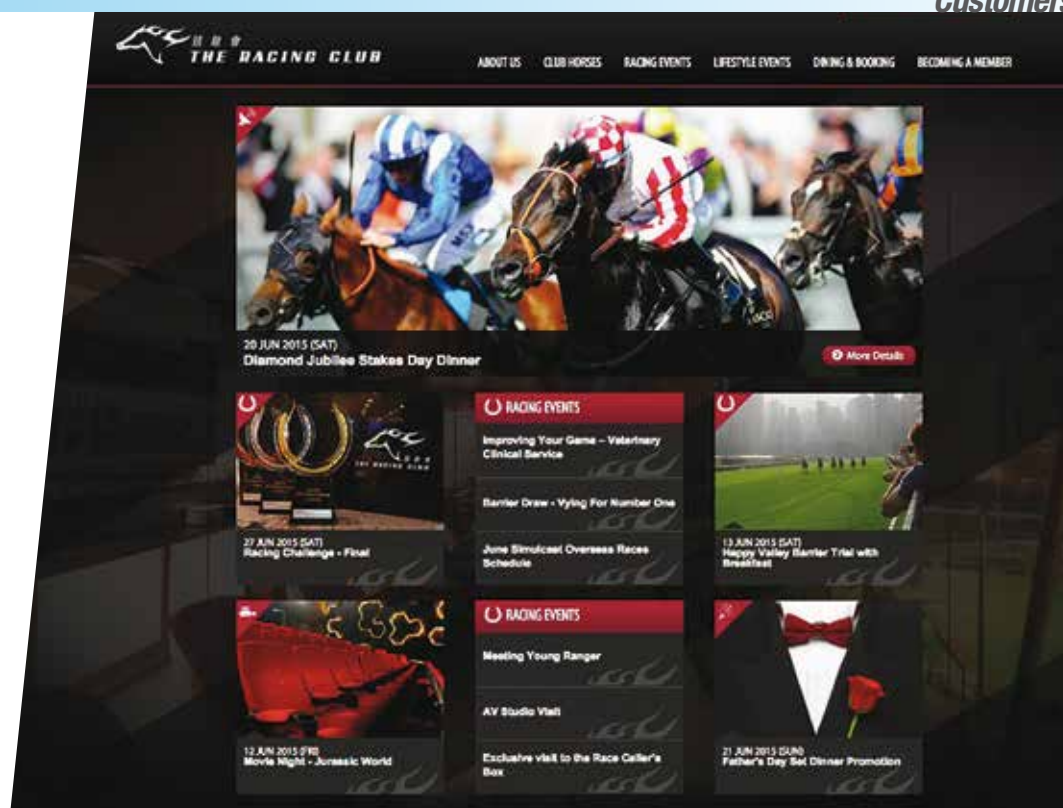 Customers
THE RACING CLUB
ABOUT US CLUB HORSES RACING EVENTS LIFESTYLE EVENTS DINING & BOOKING BECOMING A MEMBER
20 JUN 2015 (SAT)
Diamond Jubilee Stakes Day Dinner
More Details
THE RACING CLUB
27 JUN 2015 (SAT)
Racing Challenge - Final
RACING EVENTS
Improving Your Game – Veterinary
Clinical Service
Barrier Draw - Vying For Number One
June Simulcast Overseas Races
Schedule
13 JUN 2015 (SAT)
Happy Valley Barrier Trial with
Breakfast
12 JUN 2015 (FRI)
Movie Night - Jurassic World
RACING EVENTS
Meeting Young Ranger
AV Studio Visit
Exclusive visit to the Race Caller's
Box
21 JUN 2015 (SUN)
Father's Day Set Dinner Promotion